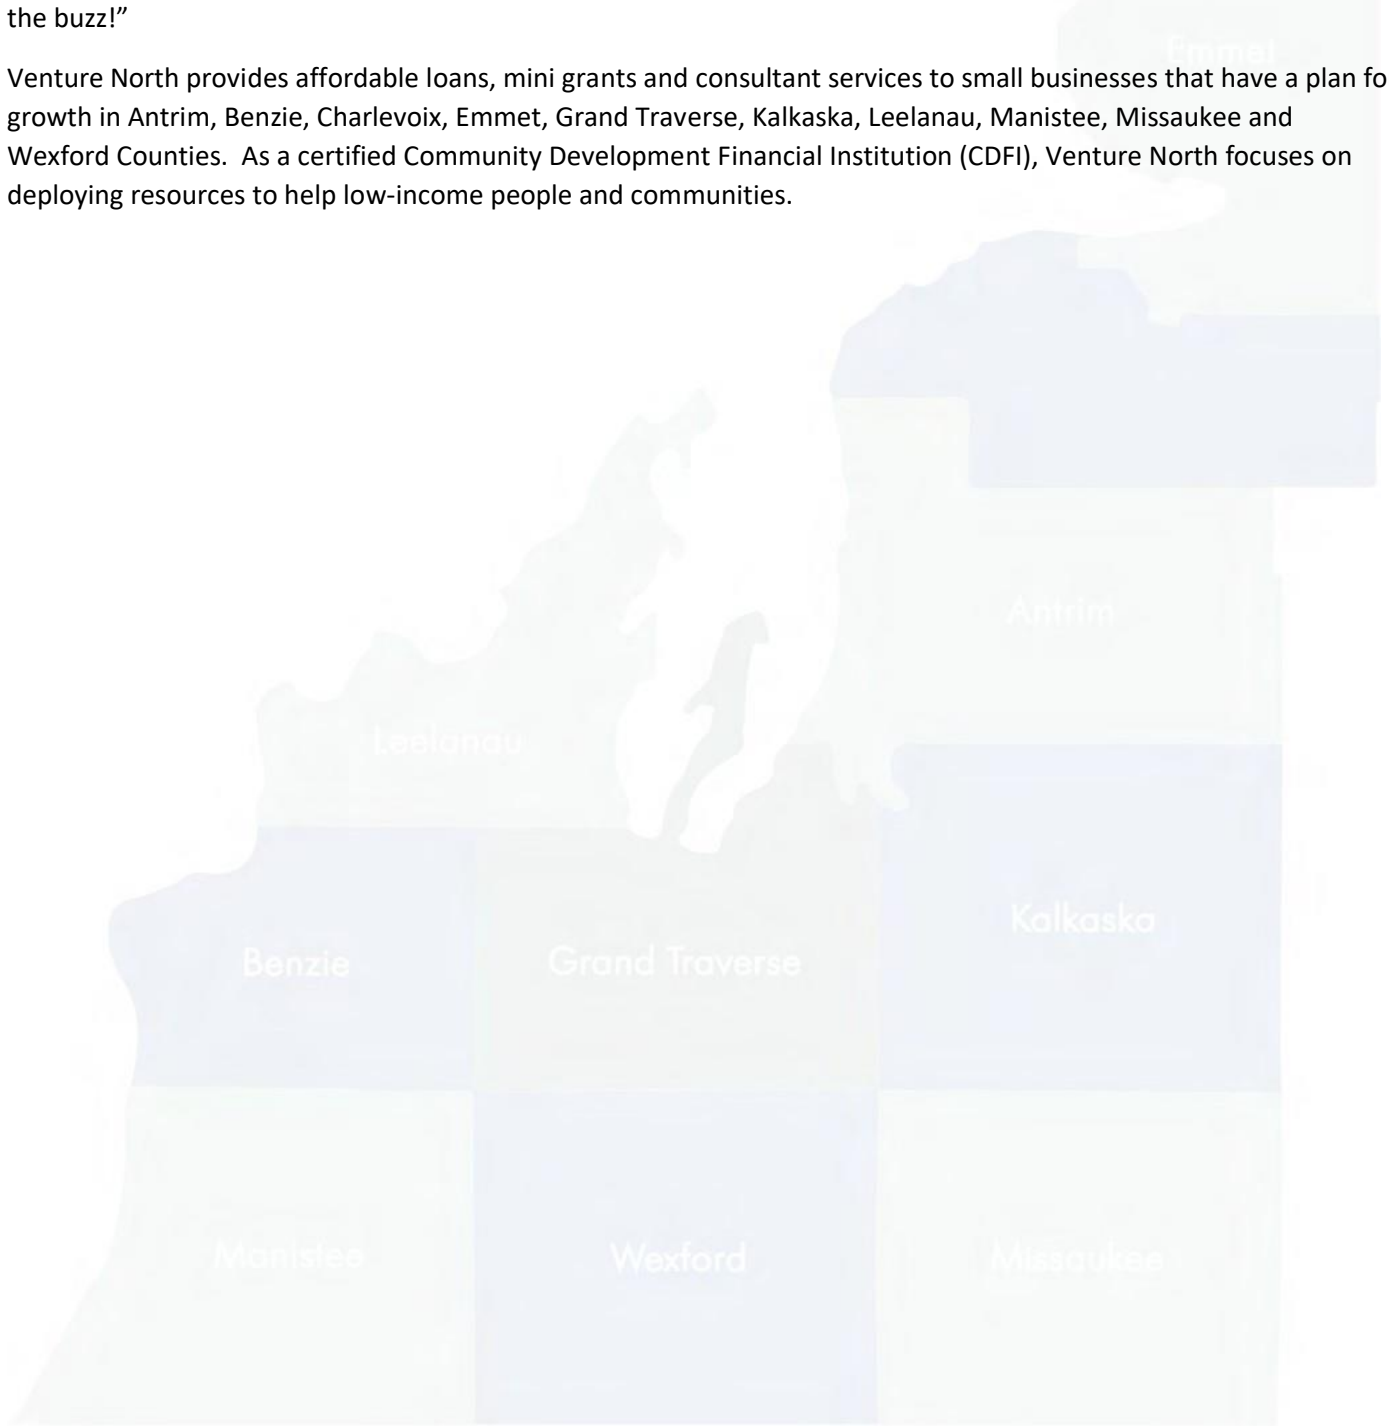 the buzz!”
Venture North provides affordable loans, mini grants and consultant services to small businesses that have a plan fo
growth in Antrim, Benzie, Charlevoix, Emmet, Grand Traverse, Kalkaska, Leelanau, Manistee, Missaukee and
Wexford Counties.  As a certified Community Development Financial Institution (CDFI), Venture North focuses on
deploying resources to help low-income people and communities.
Emmet
Antrim
Leelanau
Kalkaska
Benzie
Grand Traverse
Manistee
Wexford
Missaukee